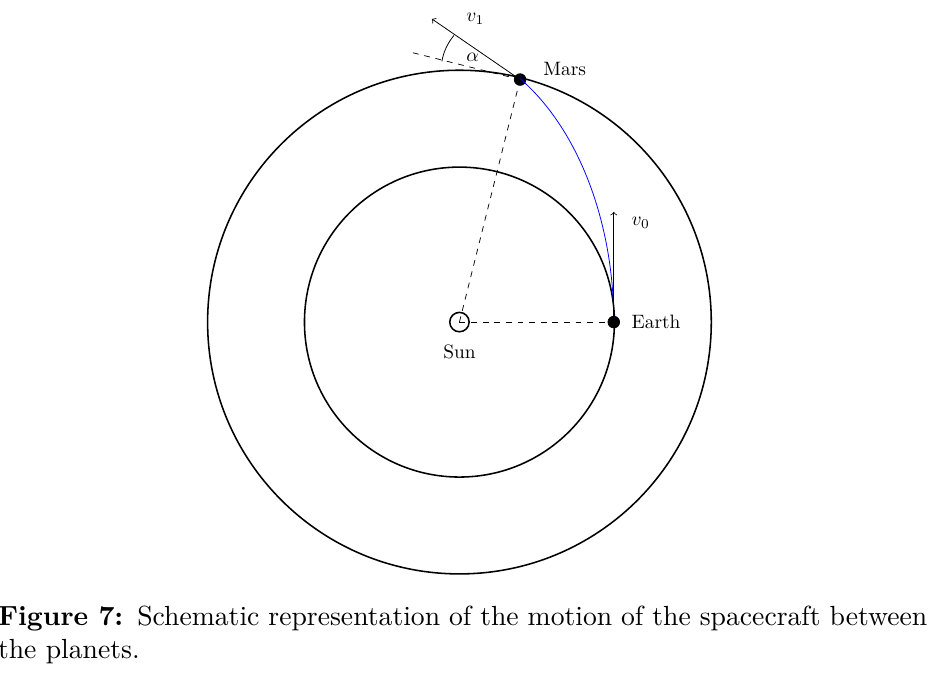 v₁
α
Mars
v₀
Earth
Sun
Figure 7: Schematic representation of the motion of the spacecraft between
the planets.